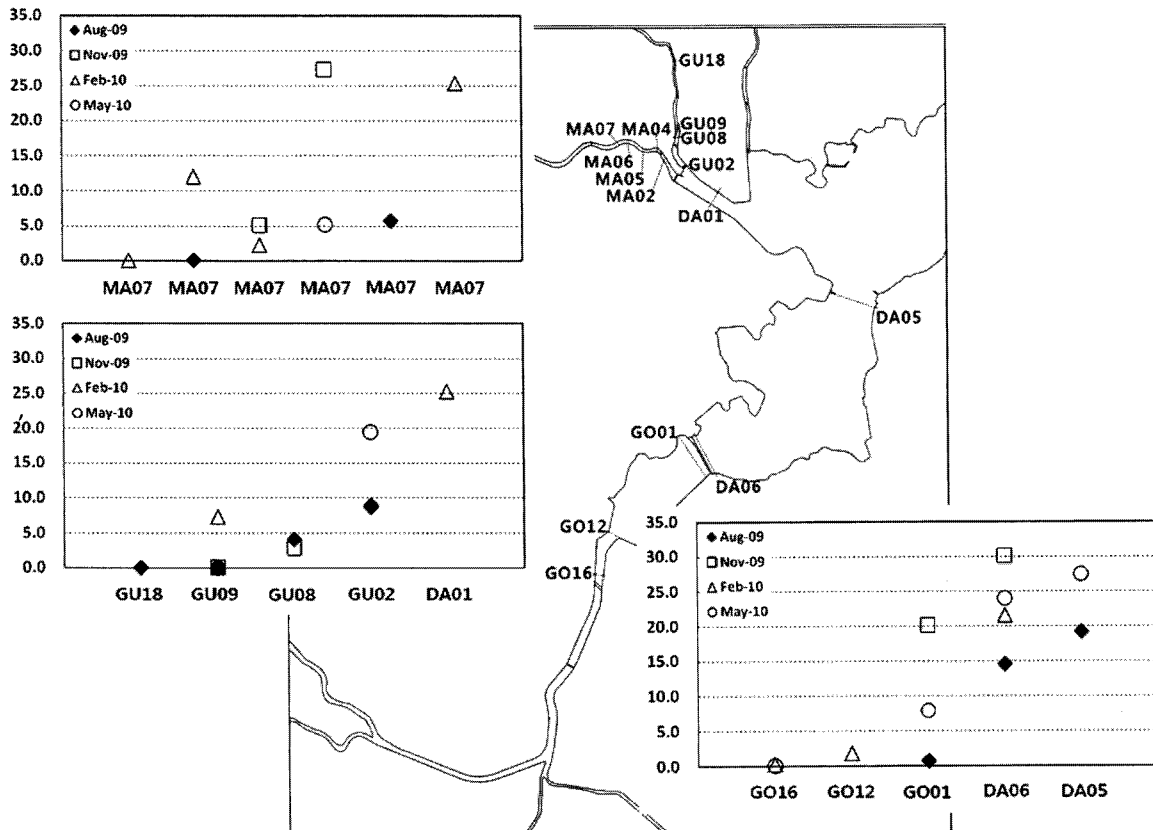 35.0
30.0
25.0
20.0
15.0
10.0
5.0
0.0
Aug-09
Nov-09
Feb-10
May-10
MA07 MA07 MA07 MA07 MA07 MA07
35.0
30.0
25.0
20.0
15.0
10.0
5.0
0.0
Aug-09
Nov-09
Feb-10
May-10
GU18 GU09 GU08 GU02 DA01
GU18
GU09
MA07 MA04
GU08
MA06
GU02
MA05
MA02
DA01
DA05
GO01
DA06
GO12
GO16
35.0
30.0
25.0
20.0
15.0
10.0
5.0
0.0
Aug-09
Nov-09
Feb-10
May-10
GO16 GO12 GO01 DA06 DA05